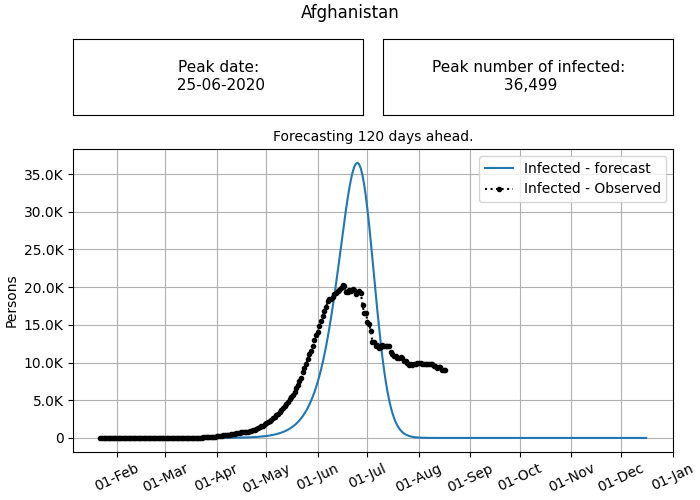 Afghanistan
Peak date:
25-06-2020
Peak number of infected:
36,499
Forecasting 120 days ahead.
Infected - forecast
Infected - Observed
Persons
35.0K
30.0K
25.0K
20.0K
15.0K
10.0K
5.0K
0
01-Feb
01-Mar
01-Apr
01-May
01-Jun
01-Jul
01-Aug
01-Sep
01-Oct
01-Nov
01-Dec
01-Jan